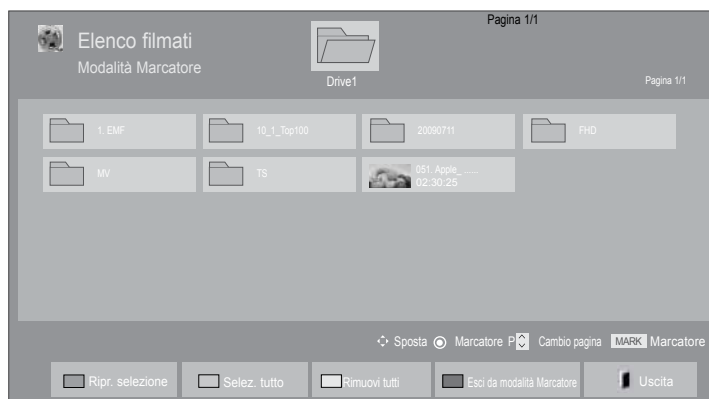 Pagina 1/1
Elenco filmati
Modalità Marcatore
Drive1
Pagina 1/1
1. EMF
10_1_Top100
20090711
FHD
MV
TS
051. Apple_ ......
02:30:25
Sposta
Marcatore
P
Cambio pagina
MARK
Marcatore
Ripr. selezione
Selez. tutto
Rimuovi tutti
Esci da modalità Marcatore
Uscita